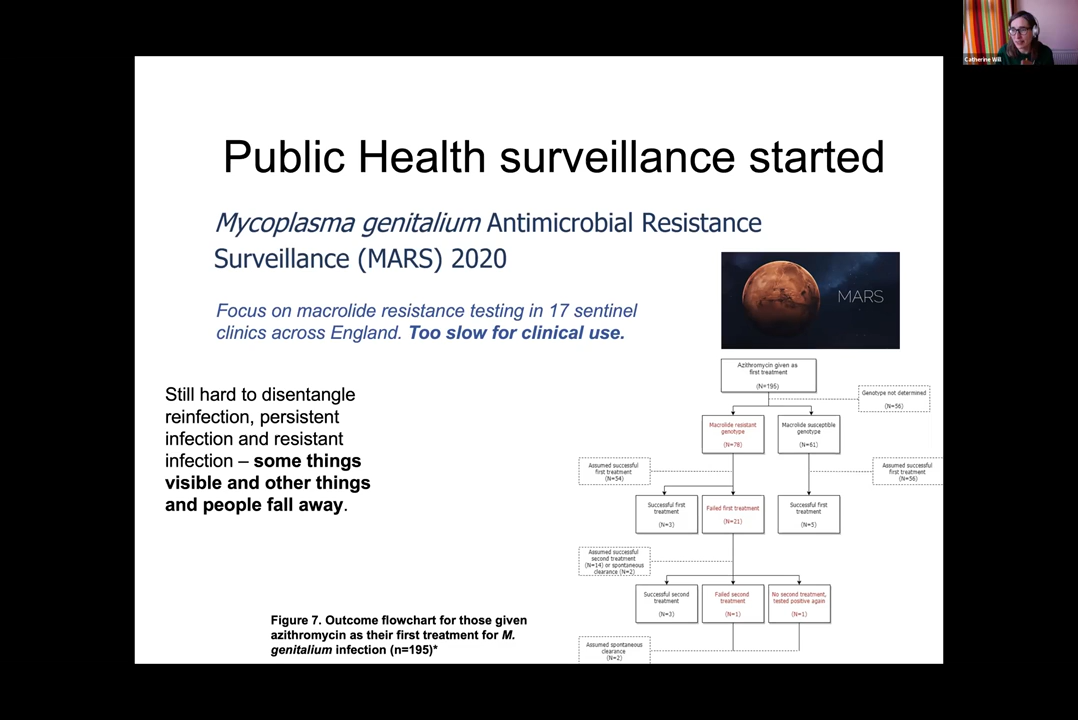 Catherine Will
Public Health surveillance started
Mycoplasma genitalium Antimicrobial Resistance
Surveillance (MARS) 2020
MARS
Focus on macrolide resistance testing in 17 sentinel
clinics across England. Too slow for clinical use.
Still hard to disentangle
reinfection, persistent
infection and resistant
infection – some things
visible and other things
and people fall away.
Azithromycin given as
first treatment
(N=195)
Genotype not determined
(N=56)
Macrolide resistant
genotype
(N=78)
Macrolide susceptible
genotype
(N=61)
Assumed successful
first treatment
(N=54)
Assumed successful
first treatment
(N=56)
Successful first
treatment
(N=3)
Failed first treatment
(N=21)
Successful first
treatment
(N=5)
Assumed successful
second treatment
(N=14) or spontaneous
clearance (N=2)
Successful second
treatment
(N=3)
Failed second
treatment
(N=1)
No second treatment,
tested positive again
(N=1)
Assumed spontaneous
clearance
(N=2)
Figure 7. Outcome flowchart for those given
azithromycin as their first treatment for M.
genitalium infection (n=195)*